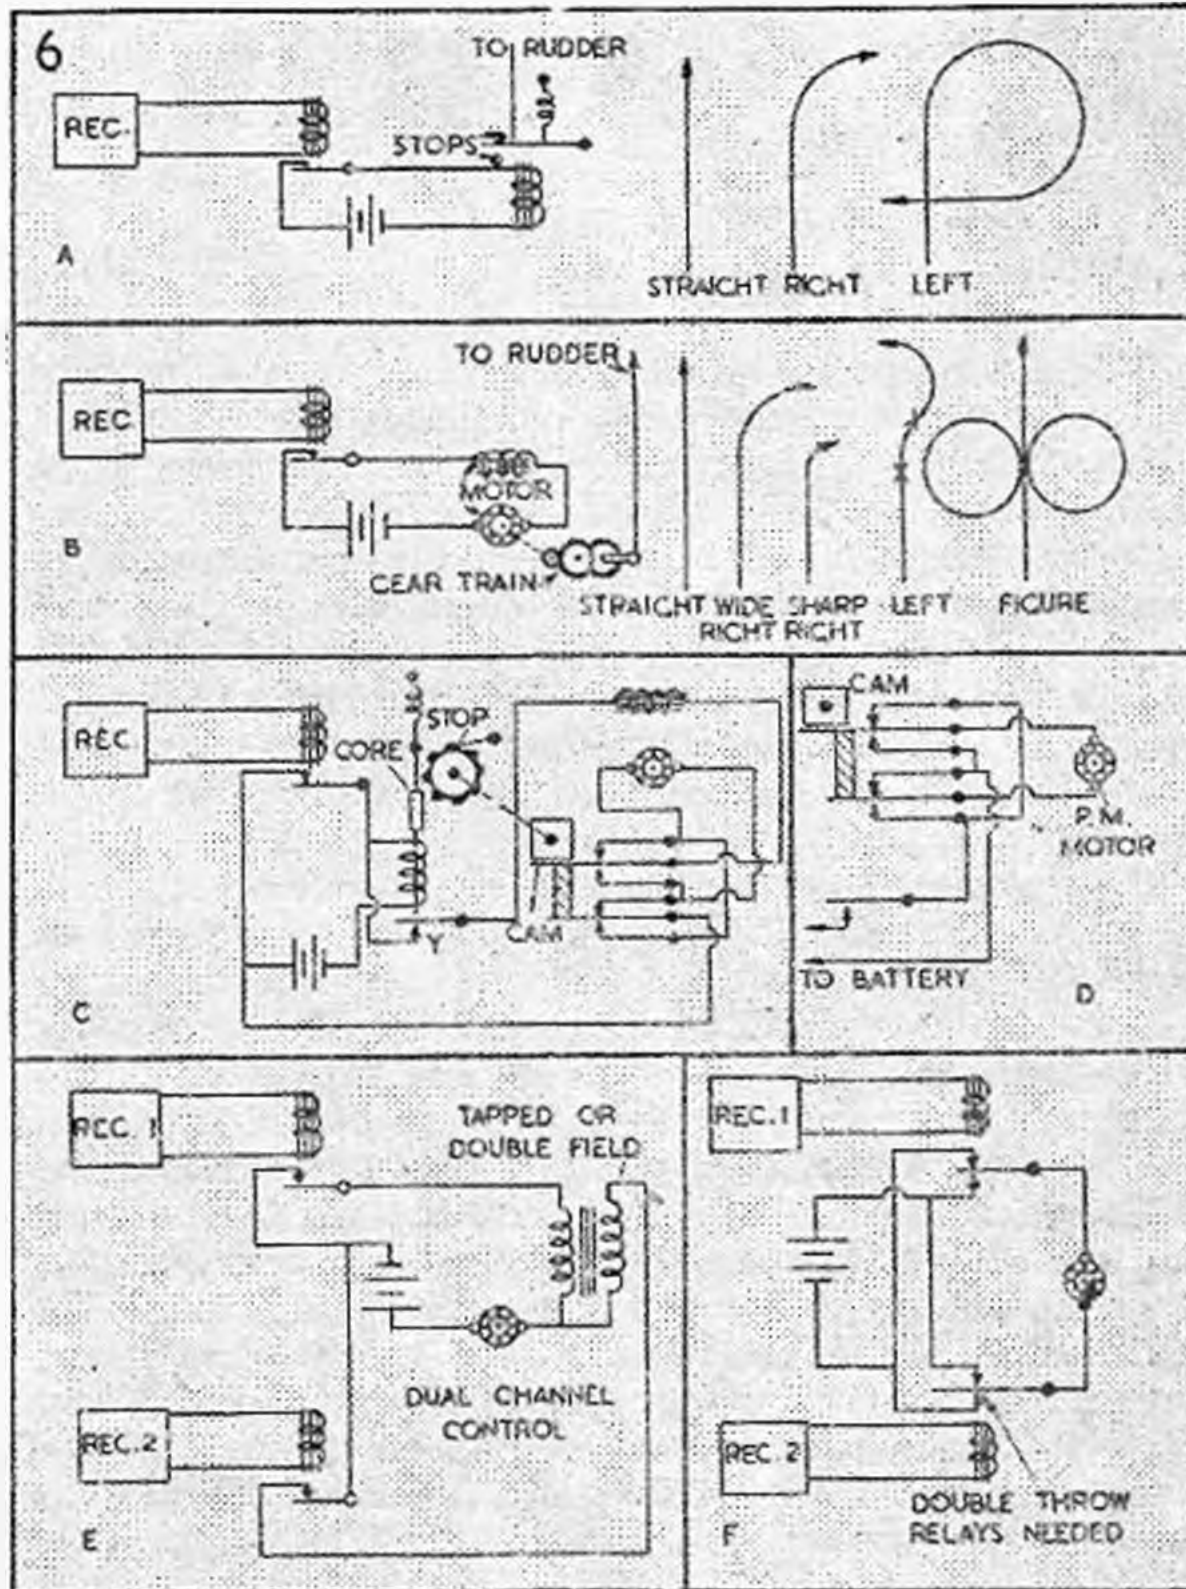 6
TO RUDDER
REC.
STOPS
A
STRAIGHT RIGHT LEFT
TO RUDDER
REC
MOTOR
B
GEAR TRAIN
STRAIGHT WIDE SHARP LEFT FIGURE
RIGHT RIGHT
REC
STOP
CORE
Y
CAM
C
CAM
P.M.
MOTOR
TO BATTERY
D
REC. 1
TAPPED OR
DOUBLE FIELD
DUAL CHANNEL
CONTROL
REC. 2
E
REC. 1
REC. 2
DOUBLE THROW
RELAYS NEEDED
F